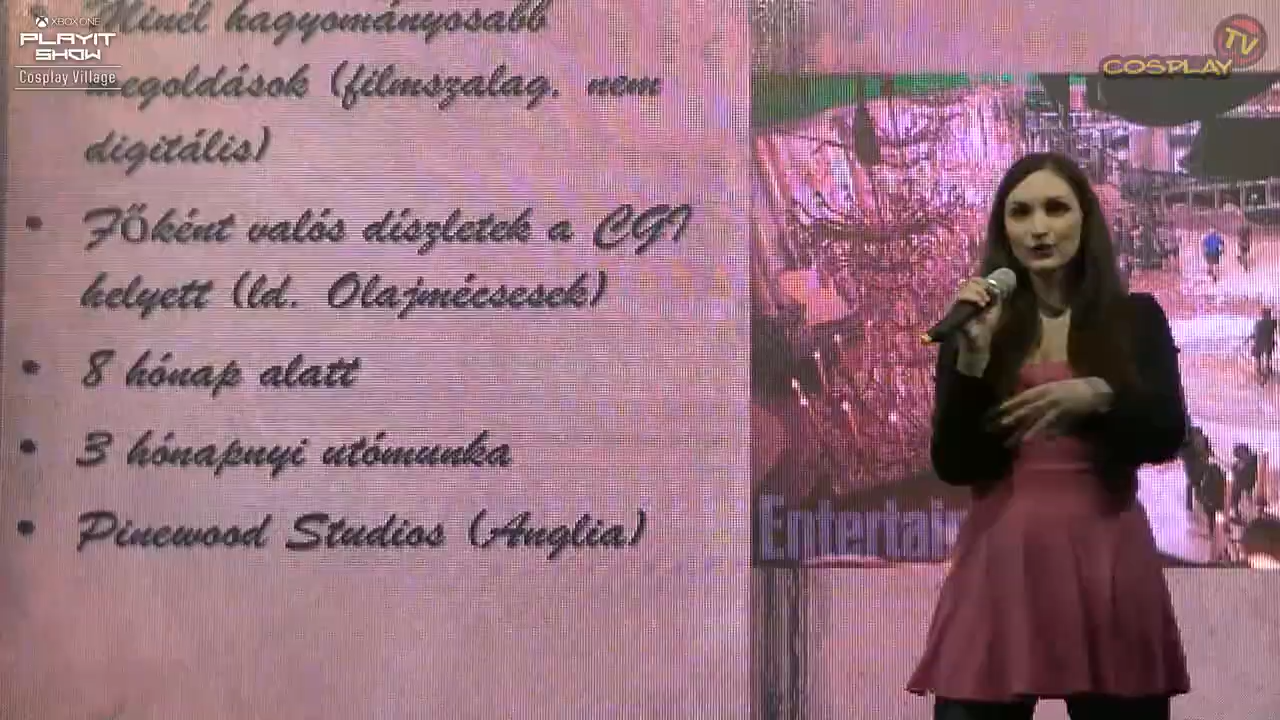 XBOX ONE
PLAYIT
SHOW
Cosplay Village
TV
COSPLAY
Minél hagyományosabb
megoldások (filmszalag, nem
digitális)
• Főként valós díszletek a CGI
helyett (ld. Olajmécsesek)
• 8 hónap alatt
• 3 hónapnyi utómunka
• Pinewood Studios (Anglia)
Entertai